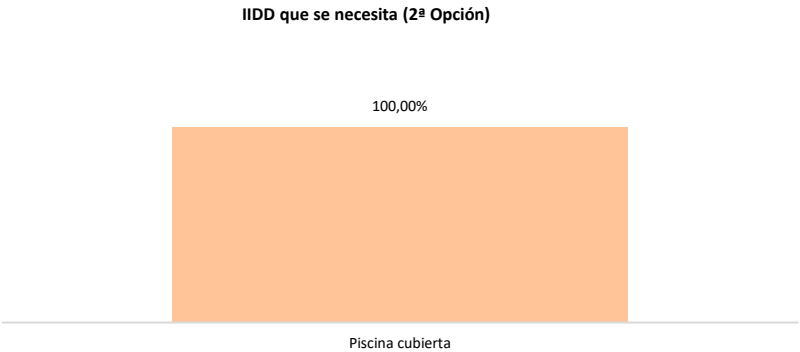 IIDD que se necesita (2ª Opción)
100,00%
Piscina cubierta